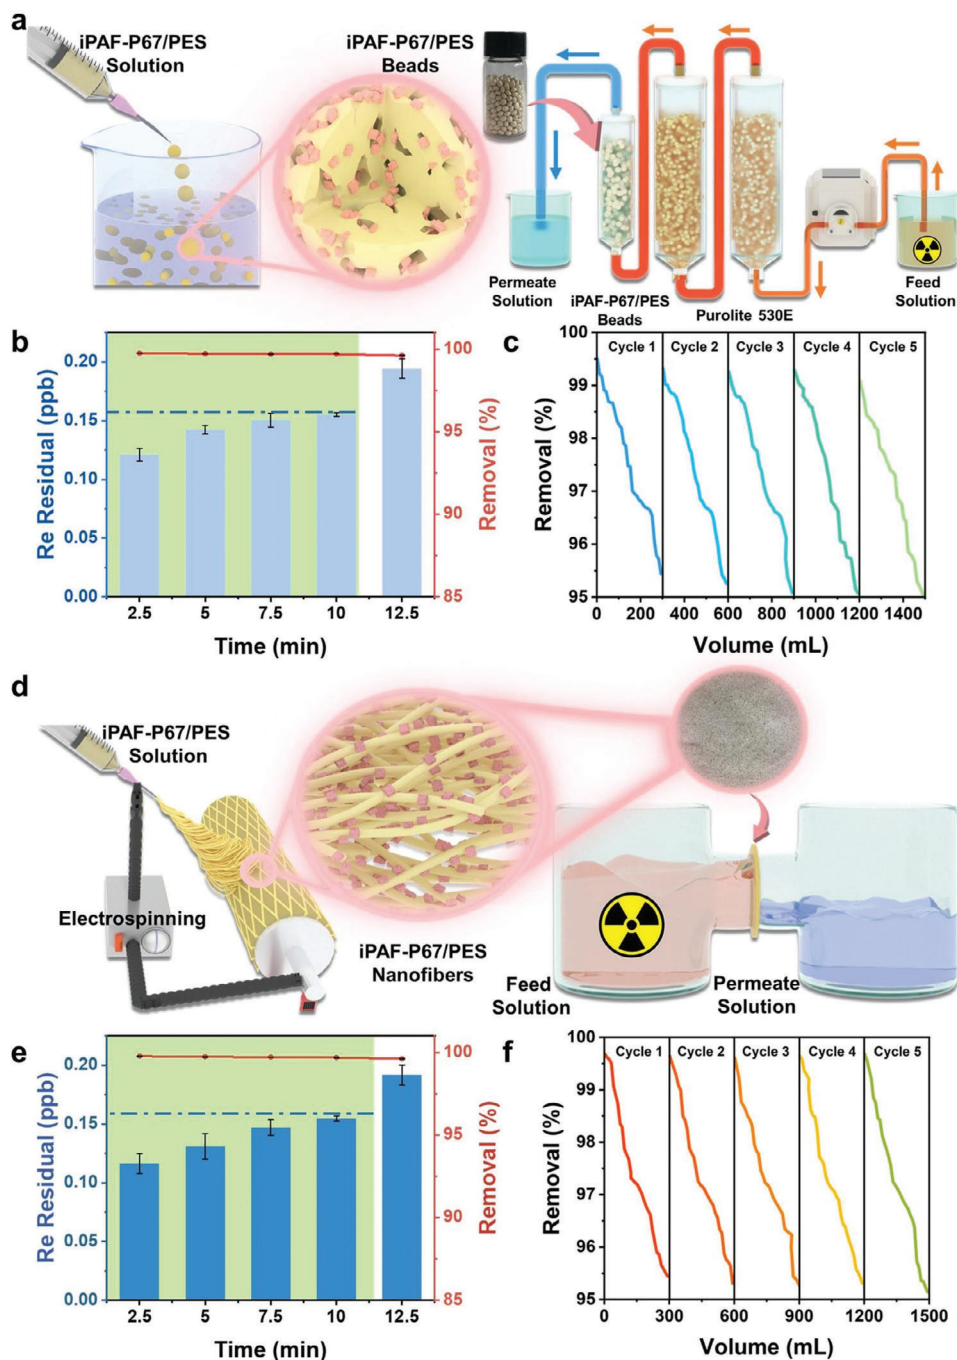 a
iPAF-P67/PES
Solution
iPAF-P67/PES
Beads
Permeate
Solution
iPAF-P67/PES
Beads
Purolite 530E
Feed
Solution
b
Re Residual (ppb)
0.20
0.15
0.10
0.05
0.00
100
95
90
85
Removal (%)
2.5
5
7.5
10
12.5
Time (min)
c
Removal (%)
100
99
98
97
96
95
Cycle 1
Cycle 2
Cycle 3
Cycle 4
Cycle 5
0
300
600
900
1200
1400
Volume (mL)
d
iPAF-P67/PES
Solution
Electrospinning
iPAF-P67/PES
Nanofibers
Feed
Solution
Permeate
Solution
e
Re Residual (ppb)
0.20
0.15
0.10
0.05
0.00
100
95
90
85
Removal (%)
2.5
5
7.5
10
12.5
Time (min)
f
Removal (%)
100
99
98
97
96
95
Cycle 1
Cycle 2
Cycle 3
Cycle 4
Cycle 5
0
300
600
900
1200
1500
Volume (mL)